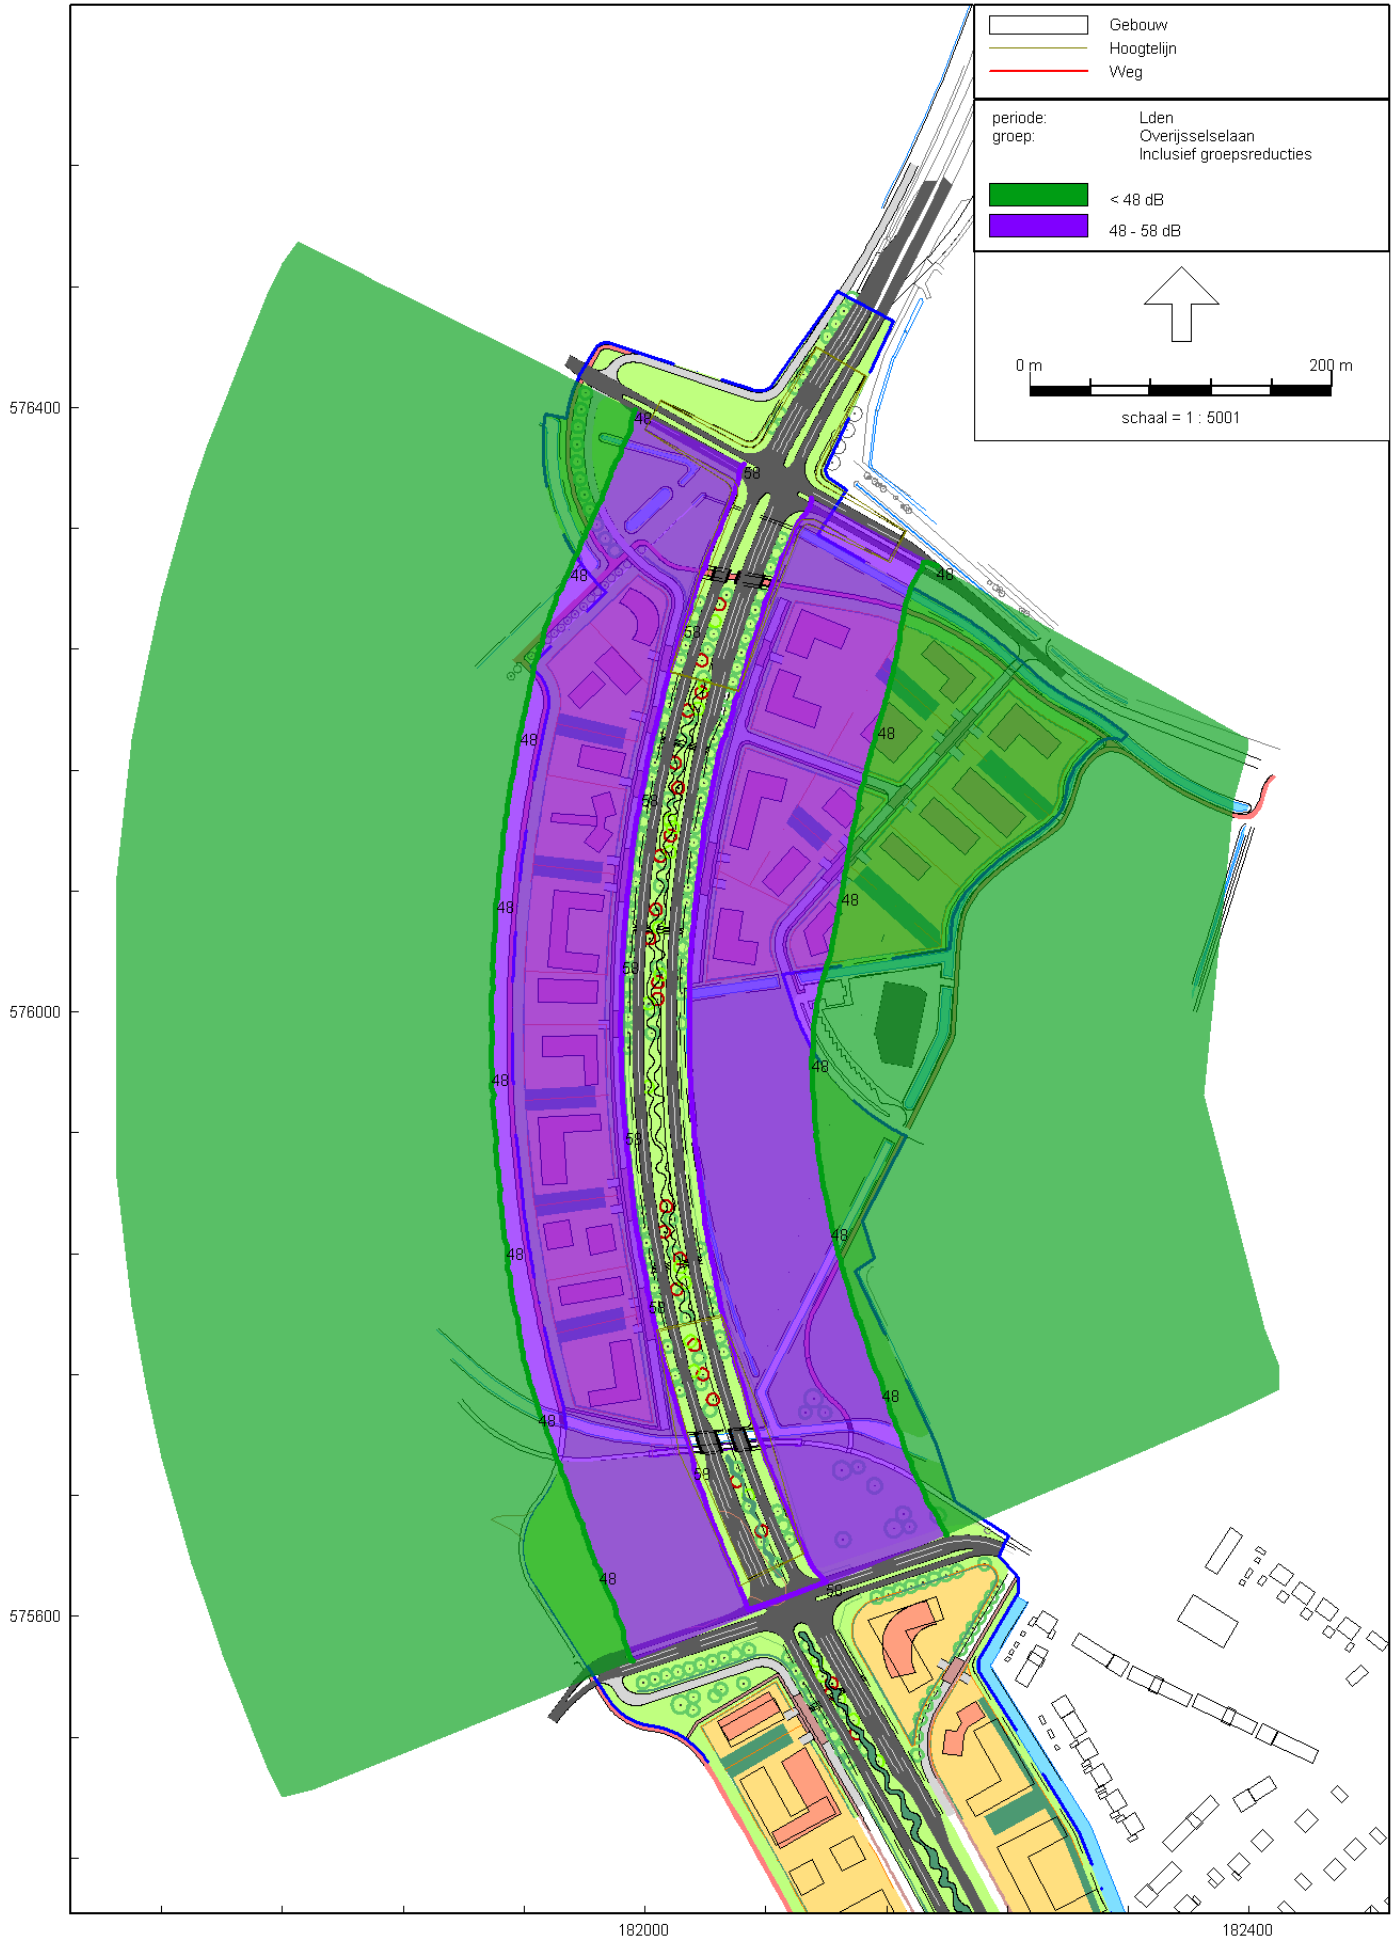 Gebouw
Hoogtelijn
Weg
periode: Lden
groep: Overijsselselaan
Inclusief groepsreducties
< 48 dB
48 - 58 dB
0 m 200 m
schaal = 1 : 5001
576400
48
58
48
48
58
48
48
58
48
48
58
576000
48
48
58
48
48
58
48
48
58
48
58
575600
182000 182400